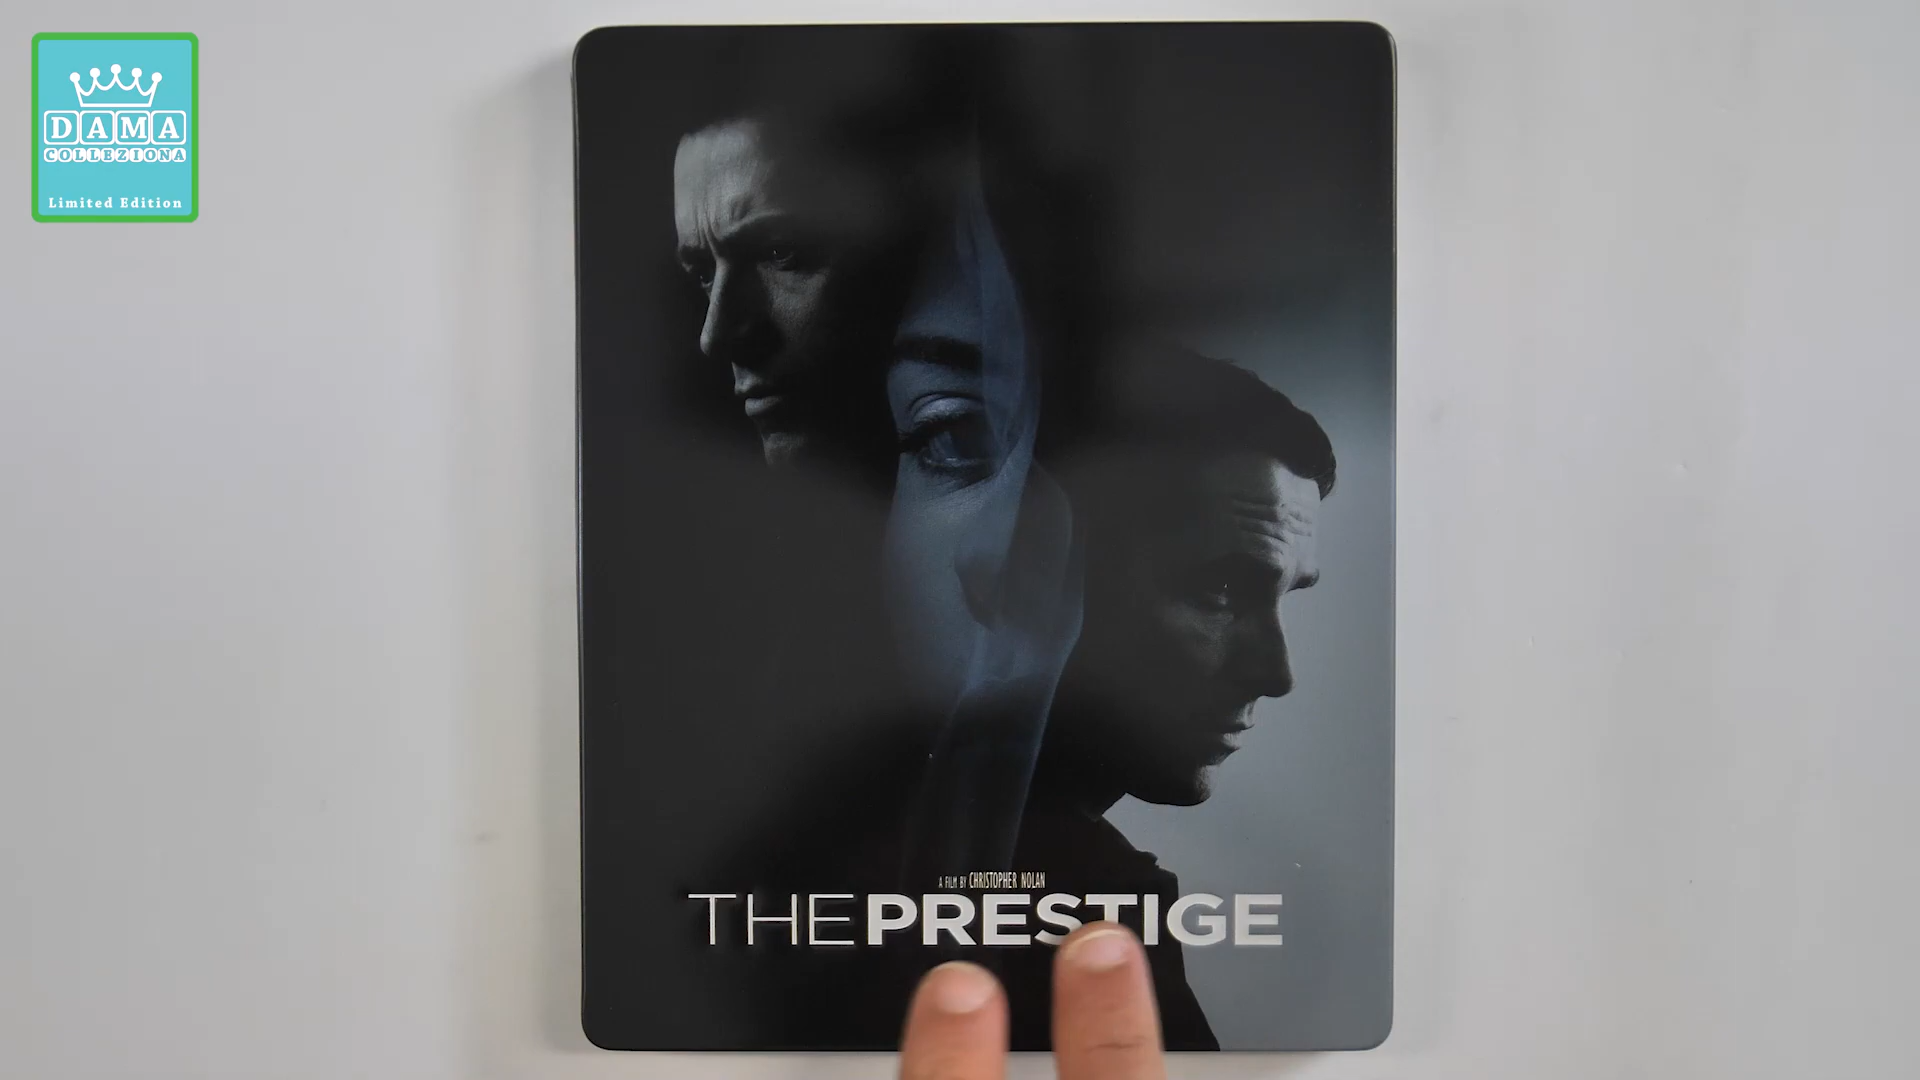 DAMA
COLLEZIONA
Limited Edition
A FILM BY CHRISTOPHER NOLAN
THE PRESTIGE